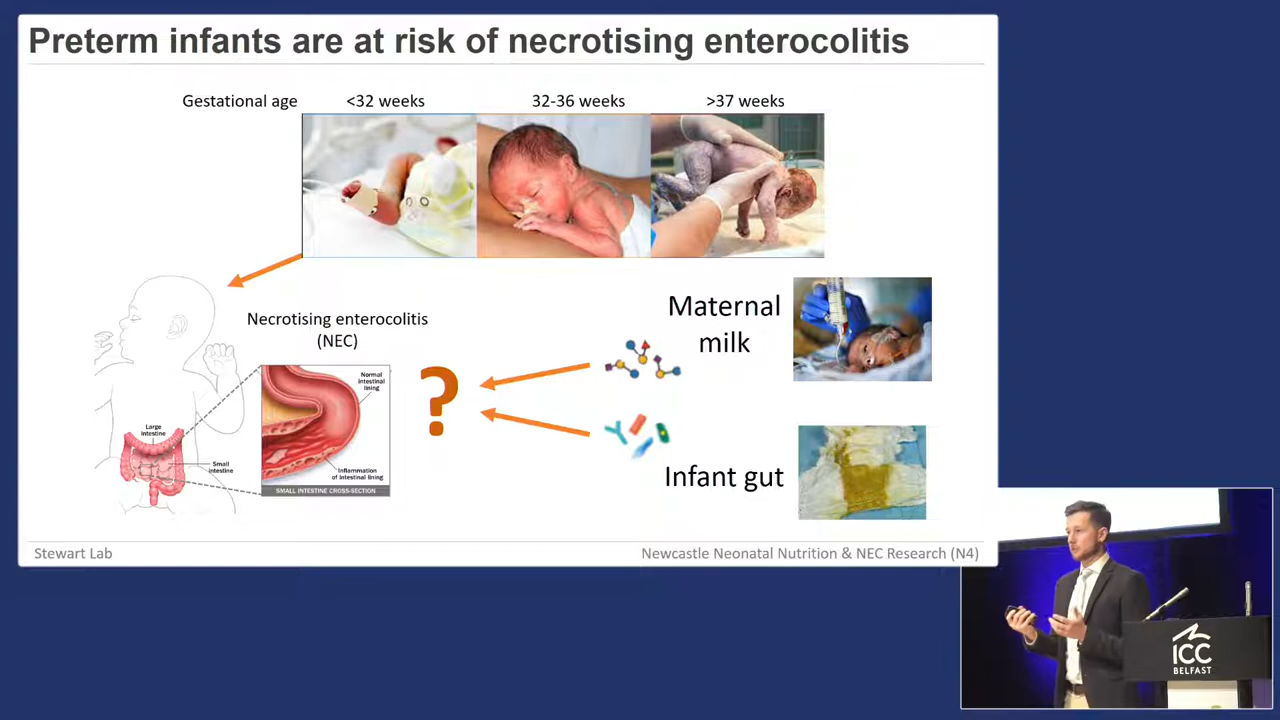 Preterm infants are at risk of necrotising enterocolitis
Gestational age
<32 weeks
32-36 weeks
>37 weeks
Necrotising enterocolitis
(NEC)
Maternal
milk
Normal
intestinal
lining
?
Large
intestine
Small
intestine
Inflammation
of intestinal lining
SMALL INTESTINE CROSS-SECTION
Infant gut
Stewart Lab
Newcastle Neonatal Nutrition & NEC Research (N4)
ICC
BELFAST